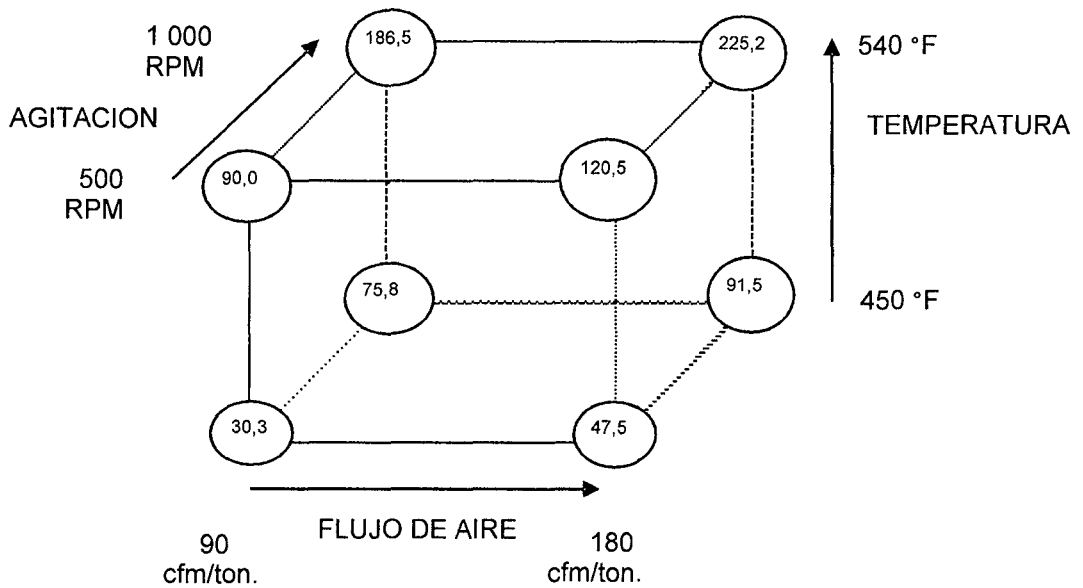 1 000
RPM
186,5
225,2
540 °F
AGITACION
TEMPERATURA
500
RPM
90,0
120,5
75,8
91,5
450 °F
30,3
47,5
FLUJO DE AIRE
90
cfm/ton.
180
cfm/ton.